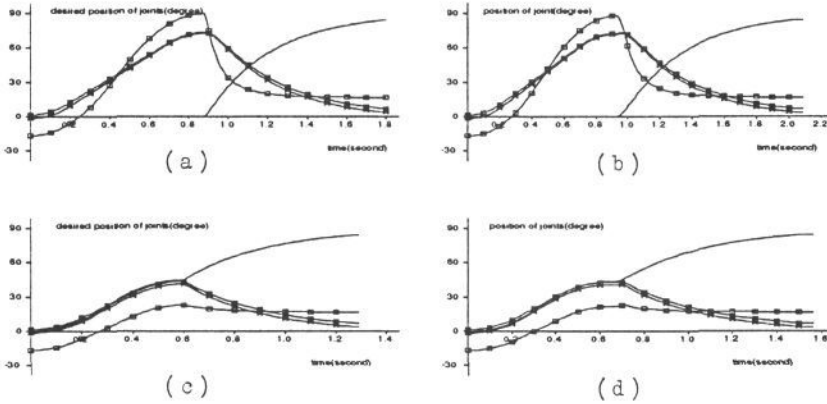 desired position of joints(degree)
90
60
30
0
-30
0.2 0.4 0.6 0.8 1.0 1.2 1.4 1.6 1.8
time(second)
(a)
position of joint(degree)
90
60
30
0
-30
0.2 0.4 0.6 0.8 1.0 1.2 1.4 1.6 1.8 2.0 2.2
time(second)
(b)
desired position of joints(degree)
90
60
30
0
-30
0.2 0.4 0.6 0.8 1.0 1.2 1.4
time(second)
(c)
position of joints(degree)
90
60
30
0
-30
0.2 0.4 0.6 0.8 1.0 1.2 1.4 1.6
time(second)
(d)